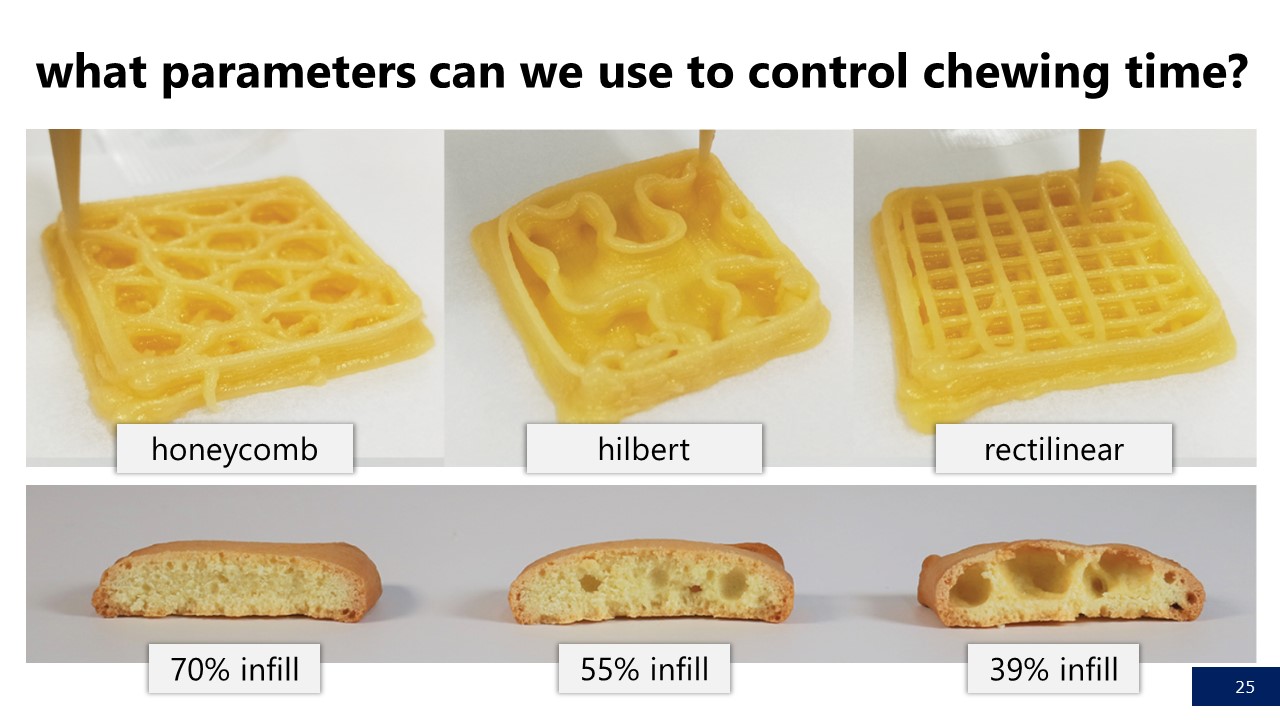 what parameters can we use to control chewing time?
honeycomb
hilbert
rectilinear
70% infill
55% infill
39% infill
25